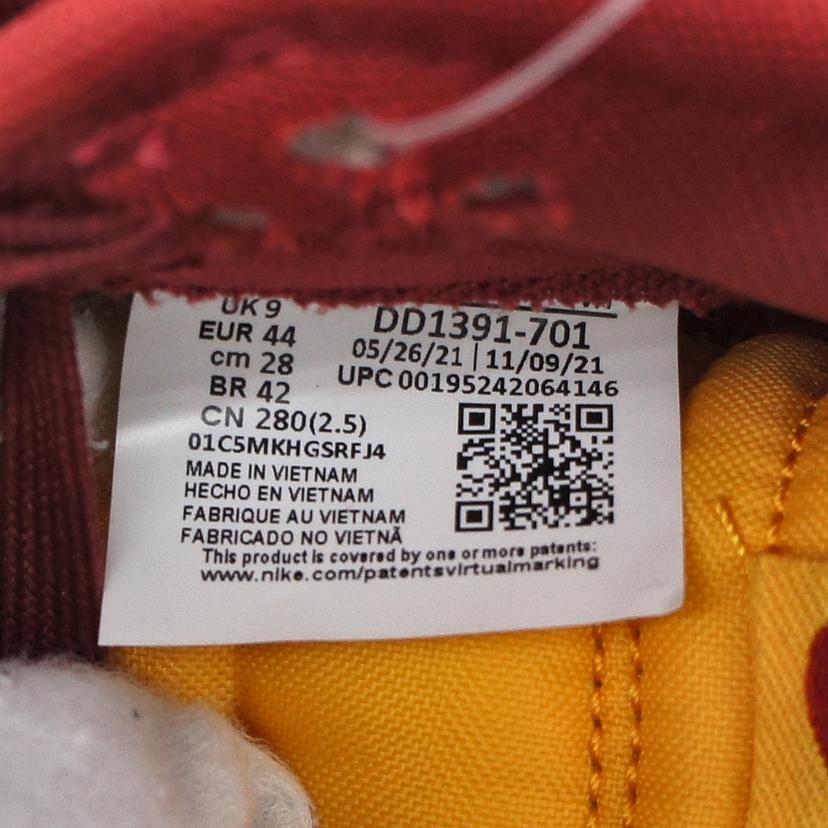 UK 9
EUR 44
cm 28
BR 42
CN 280(2.5)
01C5MKHGSRFJ4
MADE IN VIETNAM
HECHO EN VIETNAM
FABRIQUE AU VIETNAM
FABRICADO NO VIETNÃ
DD1391-701
05/26/21 | 11/09/21
UPC 00195242064146
This product is covered by one or more patents:
www.nike.com/patentsvirtualmarking